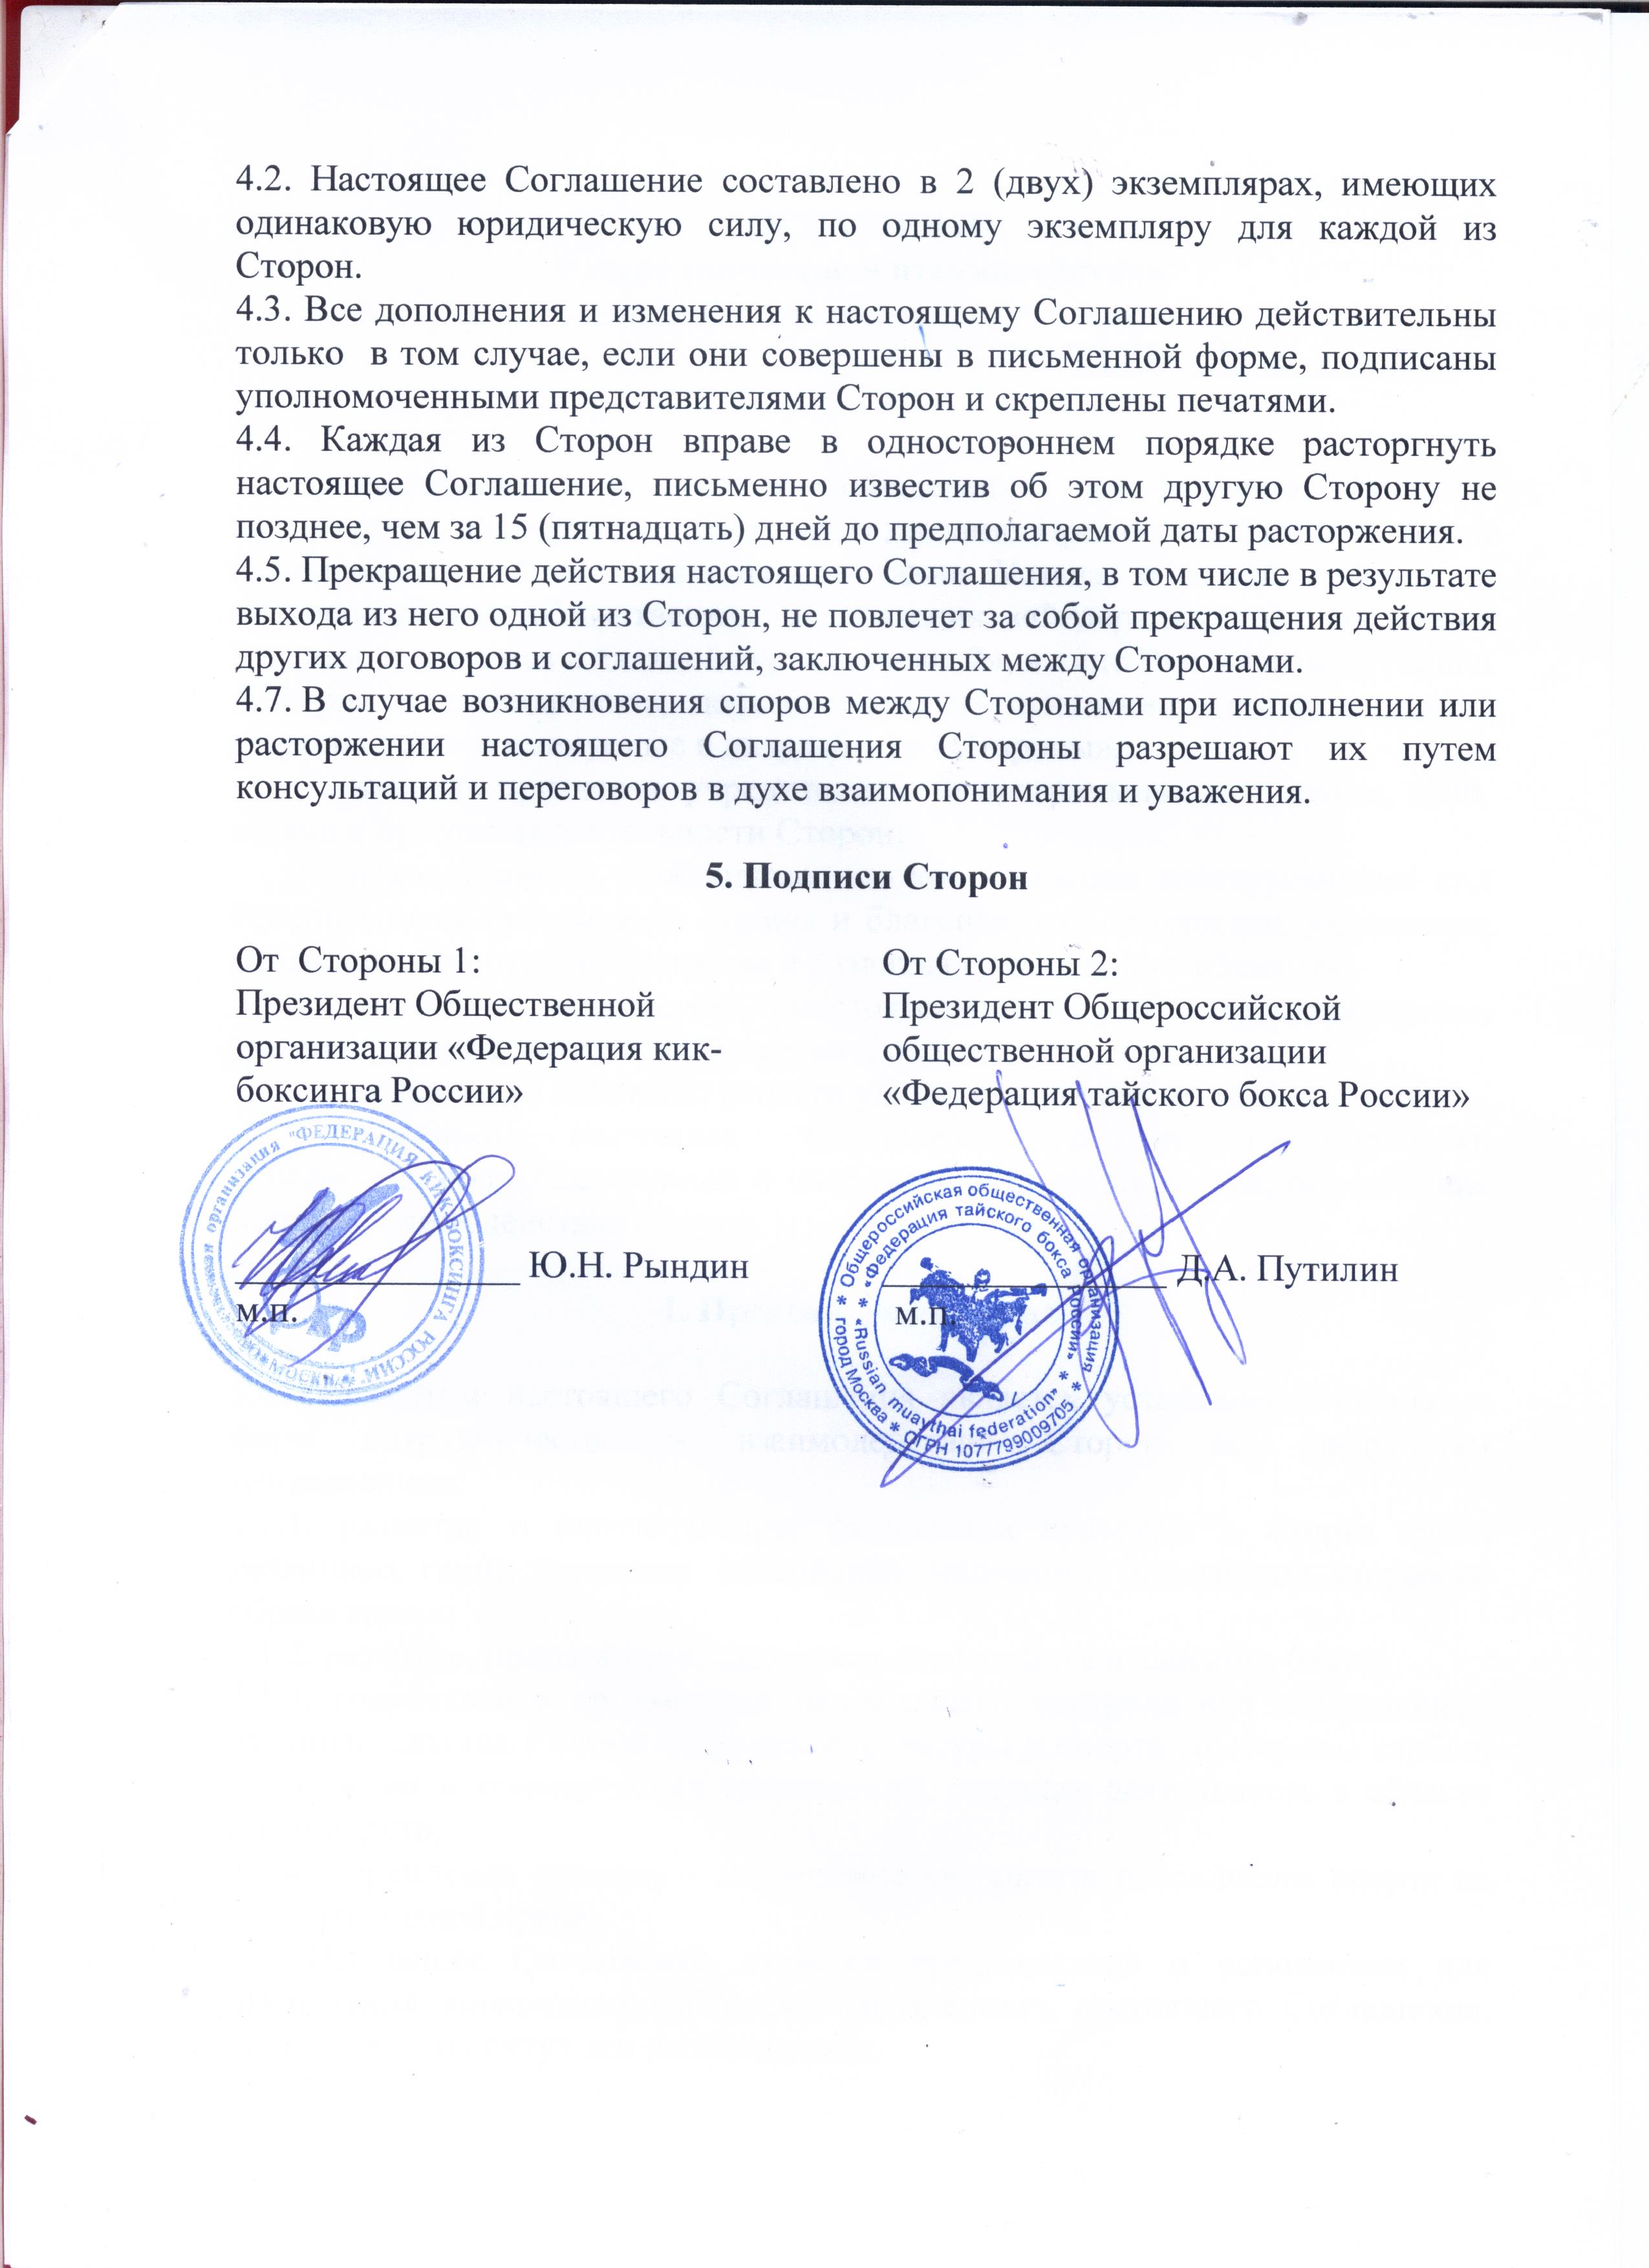 4.2. Настоящее Соглашение составлено в 2 (двух) экземплярах, имеющих
одинаковую юридическую силу, по одному экземпляру для каждой из
Сторон.
4.3. Все дополнения и изменения к настоящему Соглашению действительны
только в том случае, если они совершены в письменной форме, подписаны
уполномоченными представителями Сторон и скреплены печатями.
4.4. Каждая из Сторон вправе в одностороннем порядке расторгнуть
настоящее Соглашение, письменно известив об этом другую Сторону не
позднее, чем за 15 (пятнадцать) дней до предполагаемой даты расторжения.
4.5. Прекращение действия настоящего Соглашения, в том числе в результате
выхода из него одной из Сторон, не повлечет за собой прекращения действия
других договоров и соглашений, заключенных между Сторонами.
4.7. В случае возникновения споров между Сторонами при исполнении или
расторжении настоящего Соглашения Стороны разрешают их путем
консультаций и переговоров в духе взаимопонимания и уважения.
5. Подписи Сторон
От Стороны 1:
Президент Общественной
организации «Федерация кик-
боксинга России»
От Стороны 2:
Президент Общероссийской
общественной организации
«Федерация тайского бокса России»
организация "ФЕДЕРАЦИЯ КИК-БОКСИНГА РОССИИ" * МОСКВА *
Ю.Н. Рындин
м.п.
* Общероссийская общественная организация *
город Москва * ОГРН 1077799009705
* «Федерация тайского бокса России» *
«Russian muaythai federation»
Д.А. Путилин
м.п.